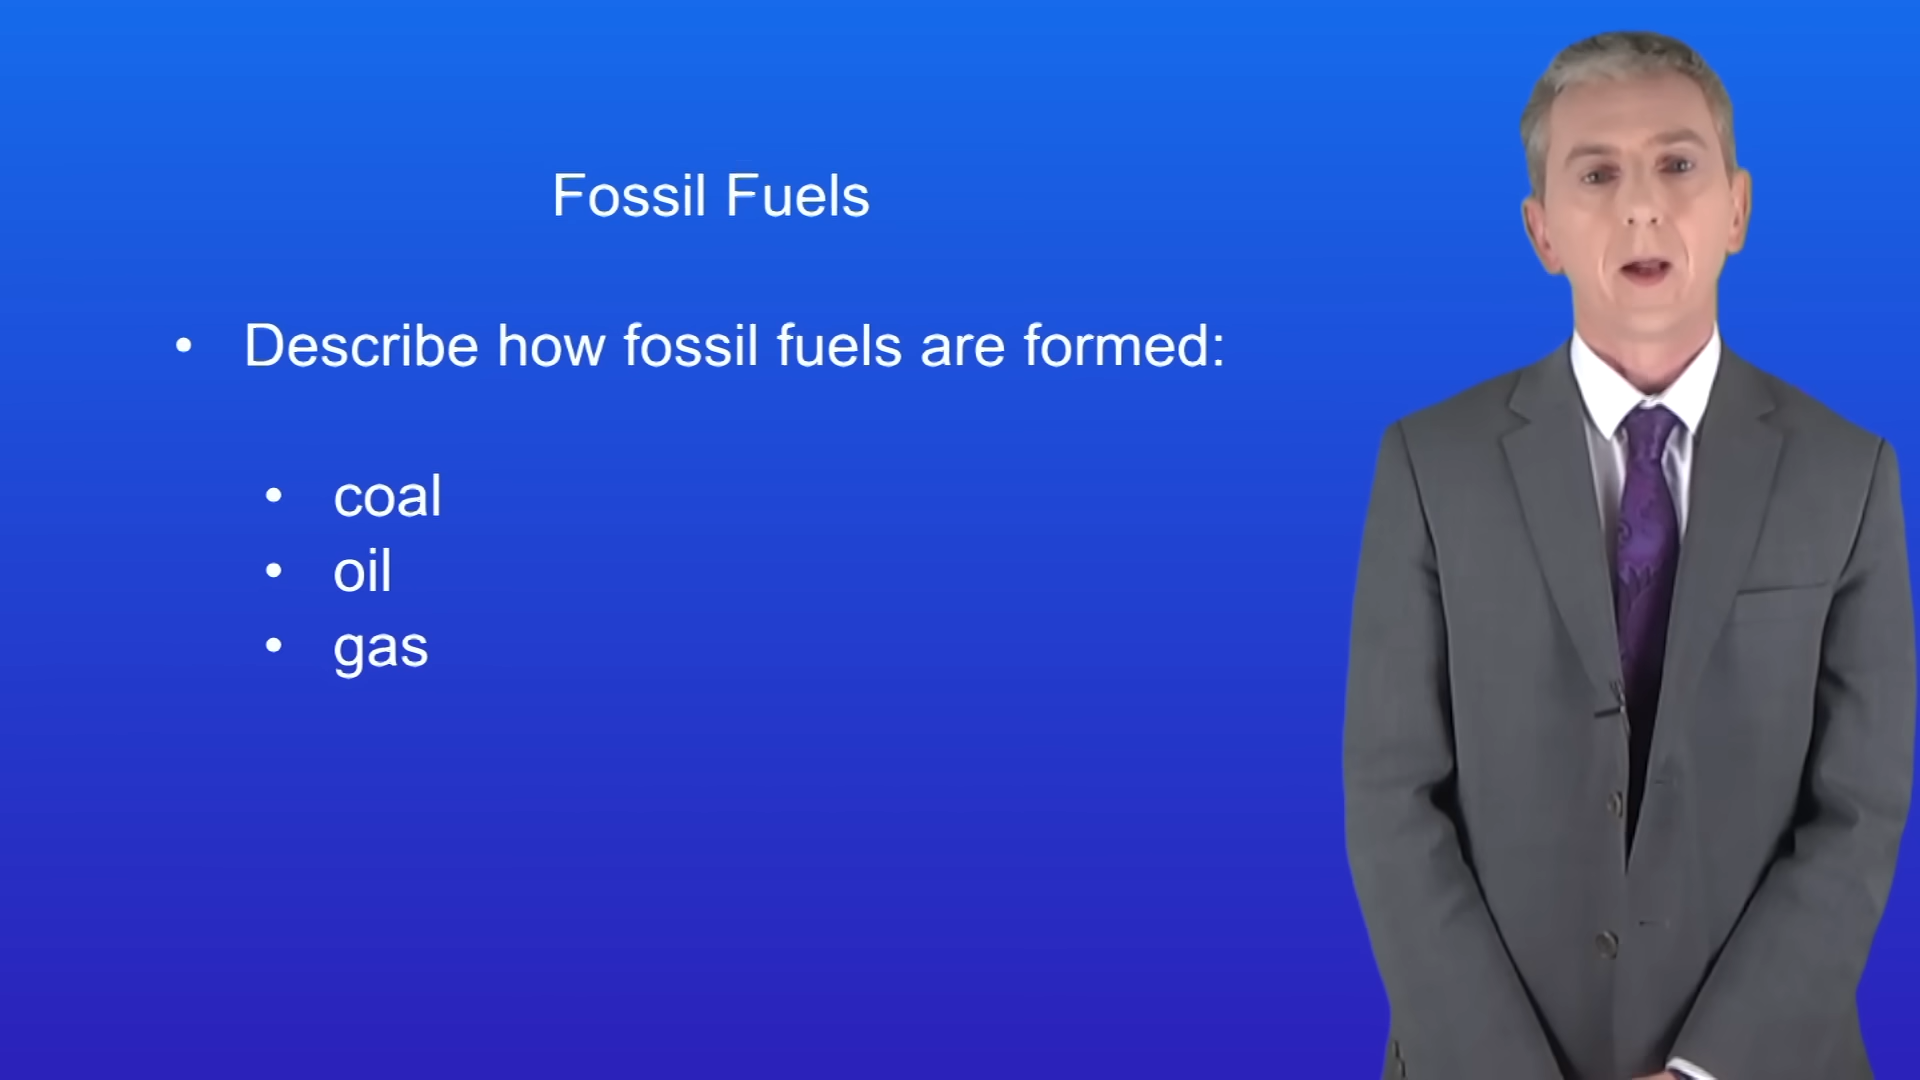 Fossil Fuels
• Describe how fossil fuels are formed:
• coal
• oil
• gas